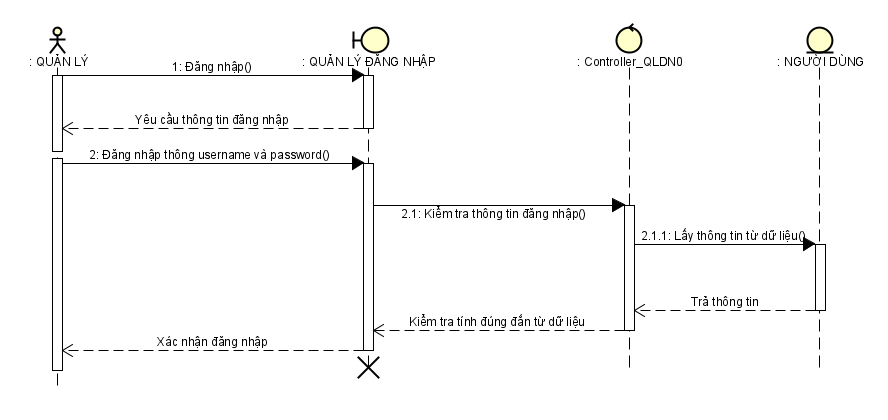 : QUẢN LÝ
: QUẢN LÝ ĐĂNG NHẬP
: Controller_QLDN0
: NGƯỜI DÙNG
1: Đăng nhập()
Yêu cầu thông tin đăng nhập
2: Đăng nhập thông username và password()
2.1: Kiểm tra thông tin đăng nhập()
2.1.1: Lấy thông tin từ dữ liệu()
Trả thông tin
Kiểm tra tính đúng đắn từ dữ liệu
Xác nhận đăng nhập